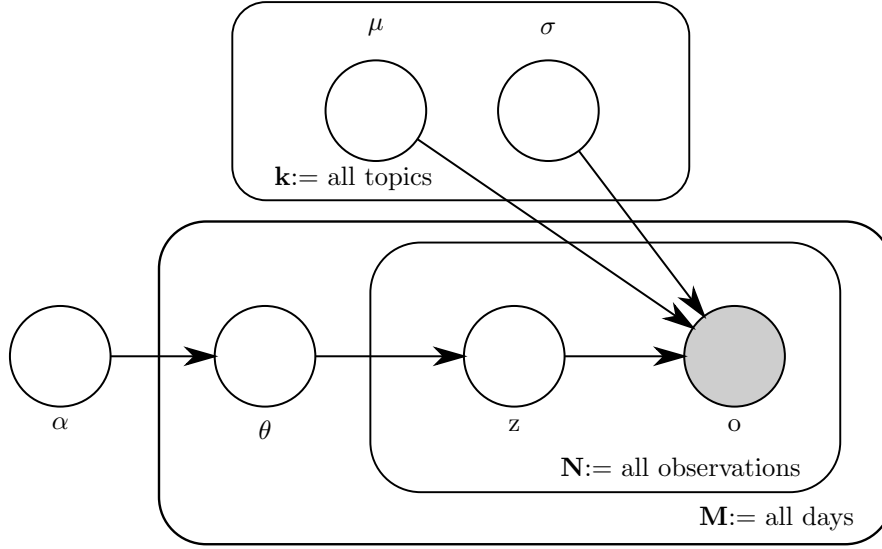 μ σ
k:= all topics
α θ z o
N:= all observations
M:= all days